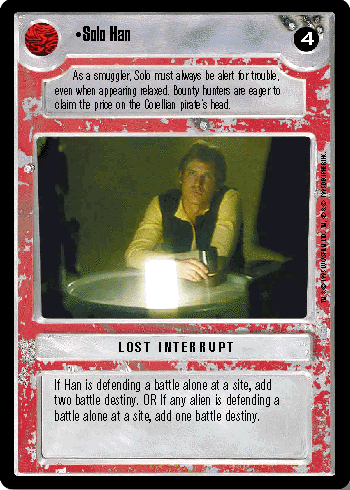 •Solo Han
4
As a smuggler, Solo must always be alert for trouble,
even when appearing relaxed. Bounty hunters are eager to
claim the price on the Corellian pirate's head.
LOST INTERRUPT
If Han is defending a battle alone at a site, add
two battle destiny. OR If any alien is defending a
battle alone at a site, add one battle destiny.